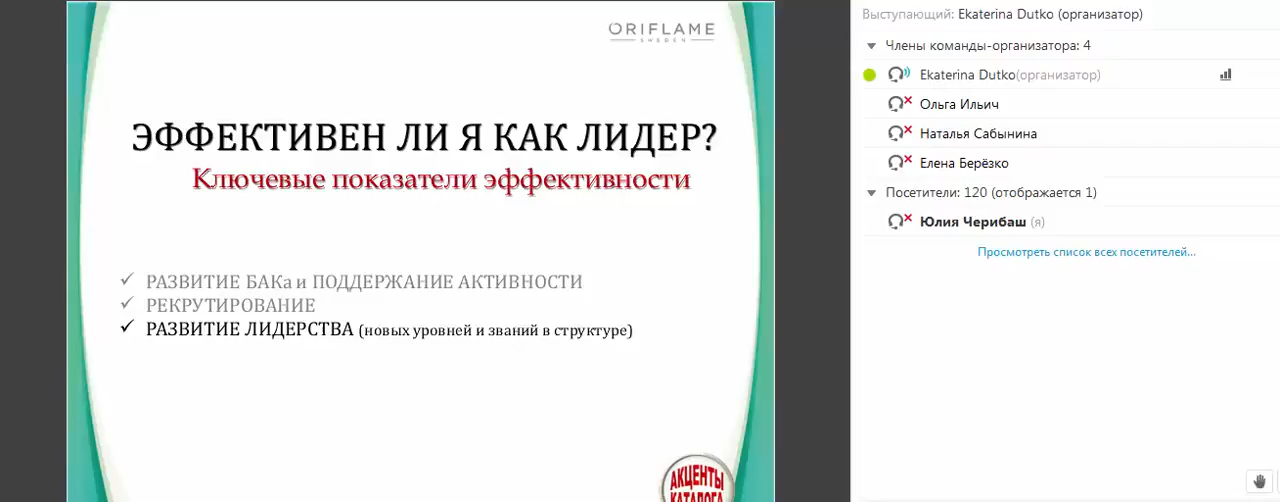 ORIFLAME
SWEDEN
ЭФФЕКТИВЕН ЛИ Я КАК ЛИДЕР?
Ключевые показатели эффективности
✓ РАЗВИТИЕ БАКа и ПОДДЕРЖАНИЕ АКТИВНОСТИ
✓ РЕКРУТИРОВАНИЕ
✓ РАЗВИТИЕ ЛИДЕРСТВА (новых уровней и званий в структуре)
АКЦЕНТЫ
КАТАЛОГА
Выступающий: Ekaterina Dutko (организатор)
Члены команды-организатора: 4
Ekaterina Dutko(организатор)
Ольга Ильич
Наталья Сабынина
Елена Берёзко
Посетители: 120 (отображается 1)
Юлия Черибаш (я)
Просмотреть список всех посетителей...